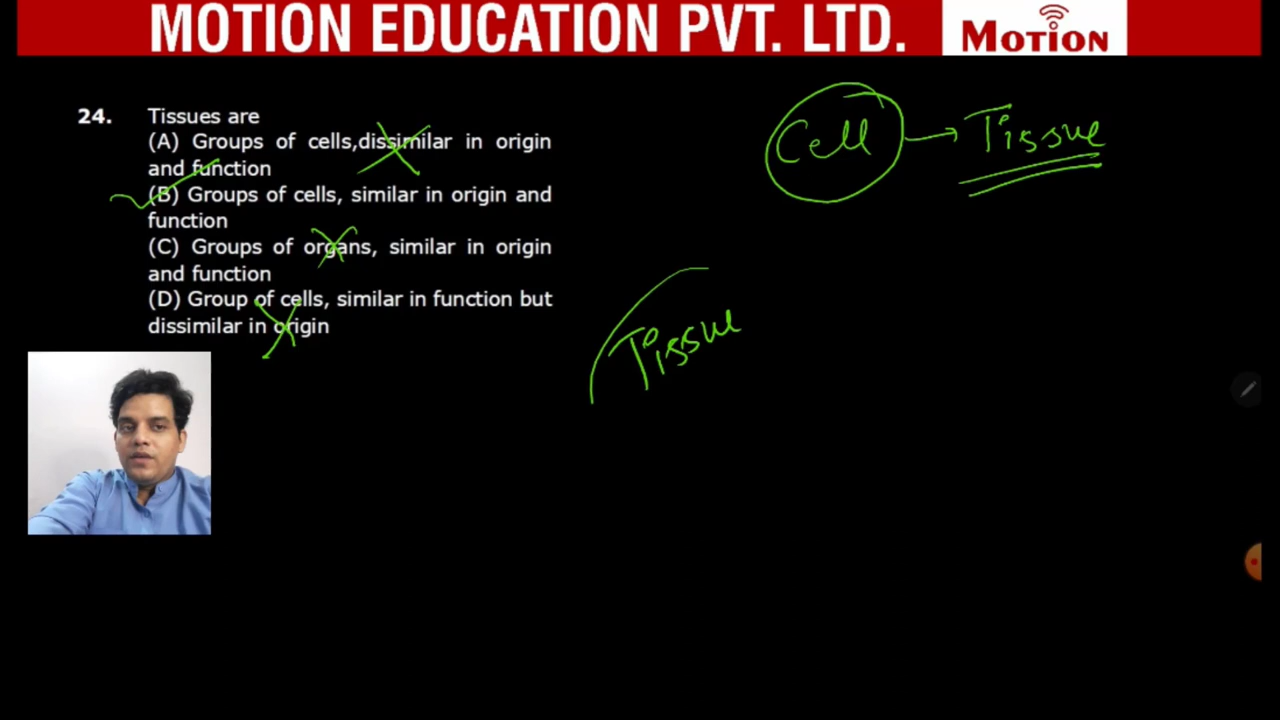 MOTION EDUCATION PVT. LTD.
MOTION
24. Tissues are
(A) Groups of cells,dissimilar in origin
and function
(B) Groups of cells, similar in origin and
function
(C) Groups of organs, similar in origin
and function
(D) Group of cells, similar in function but
dissimilar in origin
Cell → Tissue
Tissue